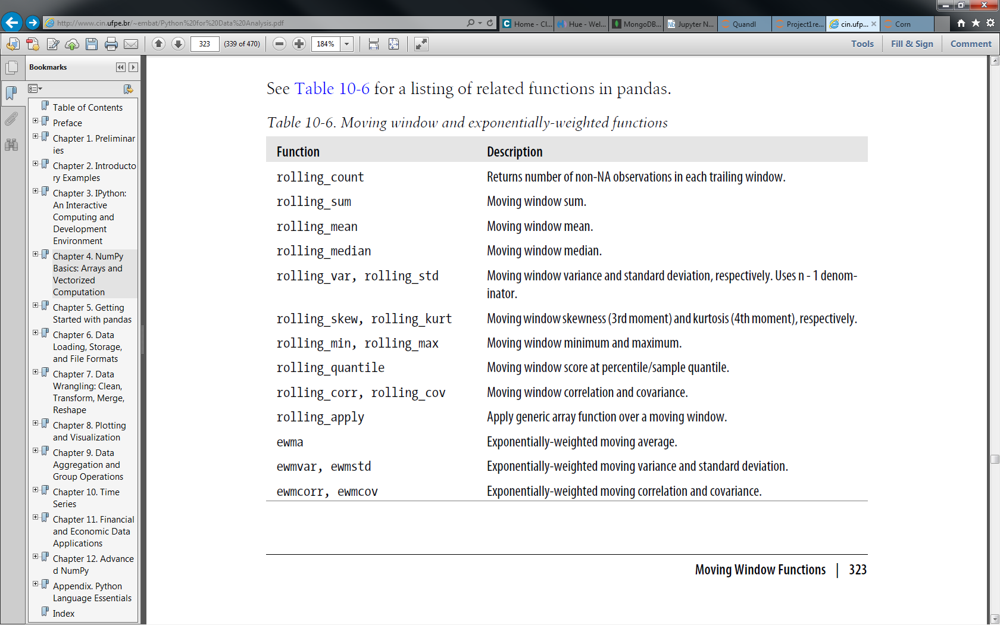 http://www.cin.ufpe.br/~embat/Python%20for%20Data%20Analysis.pdf
Home - Cl...
Hue - Wel...
MongoDB...
Jupyter N...
Quandl
Project1re...
cin.ufp...
Corn
323
(339 of 470)
184%
Tools
Fill & Sign
Comment
Bookmarks
Table of Contents
Preface
Chapter 1. Preliminar
ies
Chapter 2. Introducto
ry Examples
Chapter 3. IPython:
An Interactive
Computing and
Development
Environment
Chapter 4. NumPy
Basics: Arrays and
Vectorized
Computation
Chapter 5. Getting
Started with pandas
Chapter 6. Data
Loading, Storage,
and File Formats
Chapter 7. Data
Wrangling: Clean,
Transform, Merge,
Reshape
Chapter 8. Plotting
and Visualization
Chapter 9. Data
Aggregation and
Group Operations
Chapter 10. Time
Series
Chapter 11. Financial
and Economic Data
Applications
Chapter 12. Advance
d NumPy
Appendix. Python
Language Essentials
Index
See Table 10-6 for a listing of related functions in pandas.
Table 10-6. Moving window and exponentially-weighted functions
Function Description
rolling_count Returns number of non-NA observations in each trailing window.
rolling_sum Moving window sum.
rolling_mean Moving window mean.
rolling_median Moving window median.
rolling_var, rolling_std Moving window variance and standard deviation, respectively. Uses n - 1 denom-
inator.
rolling_skew, rolling_kurt Moving window skewness (3rd moment) and kurtosis (4th moment), respectively.
rolling_min, rolling_max Moving window minimum and maximum.
rolling_quantile Moving window score at percentile/sample quantile.
rolling_corr, rolling_cov Moving window correlation and covariance.
rolling_apply Apply generic array function over a moving window.
ewma Exponentially-weighted moving average.
ewmvar, ewmstd Exponentially-weighted moving variance and standard deviation.
ewmcorr, ewmcov Exponentially-weighted moving correlation and covariance.
Moving Window Functions | 323